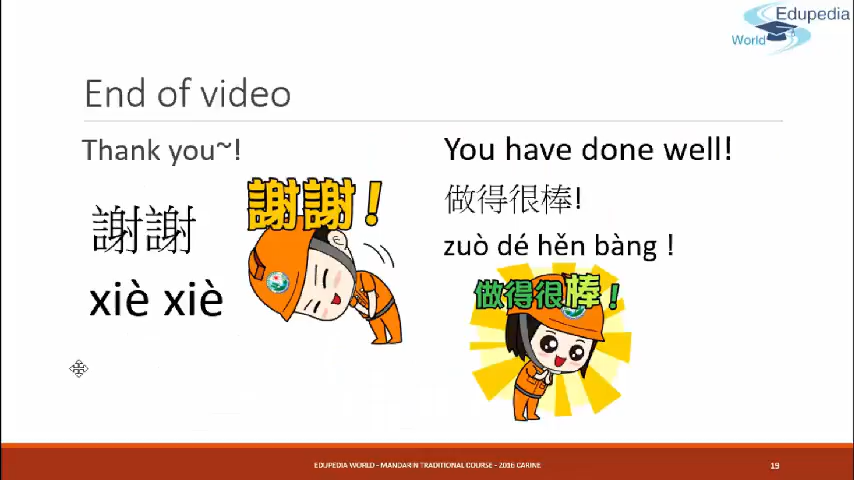 Edupedia
World
End of video
Thank you~!
謝謝
xiè xiè
謝謝!
You have done well!
做得很棒!
zuò dé hěn bàng !
做得很棒!
EDUPEDIA WORLD - MANDARIN TRADITIONAL COURSE - 2016 CARINE
19